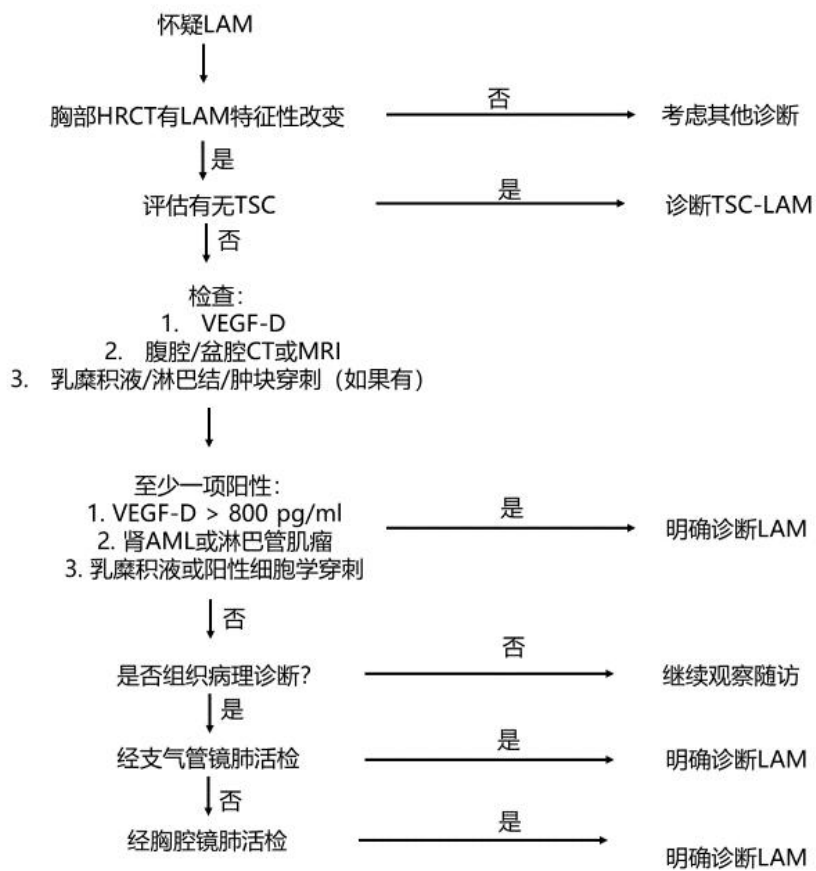 怀疑LAM
胸部HRCT有LAM特征性改变
否
考虑其他诊断
是
评估有无TSC
是
诊断TSC-LAM
否
检查：
1. VEGF-D
2. 腹腔/盆腔CT或MRI
3. 乳糜积液/淋巴结/肿块穿刺（如果有）
至少一项阳性：
1. VEGF-D > 800 pg/ml
2. 肾AML或淋巴管肌瘤
3. 乳糜积液或阳性细胞学穿刺
是
明确诊断LAM
否
是否组织病理诊断？
否
继续观察随访
是
经支气管镜肺活检
是
明确诊断LAM
否
经胸腔镜肺活检
是
明确诊断LAM